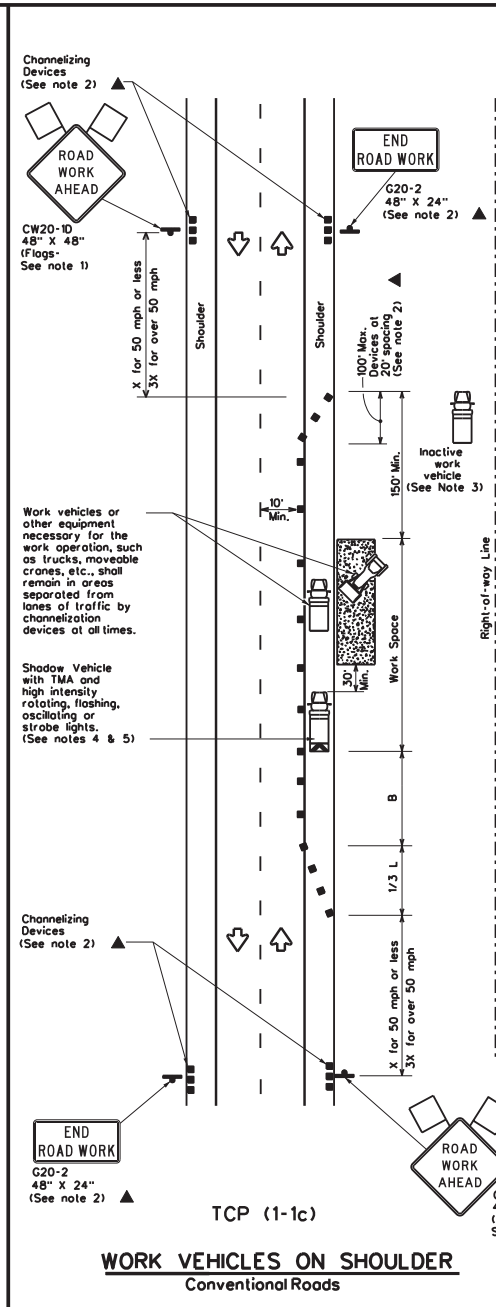 Channelizing
Devices
(See note 2)
ROAD
WORK
AHEAD
CW20-1D
48" X 48"
(Flags-
See note 1)
END
ROAD WORK
G20-2
48" X 24"
(See note 2)
X for 50 mph or less
3X for over 50 mph
Shoulder
Shoulder
100' Max.
Devices at
20' spacing
(See note 2)
150' Min.
Inactive
work
vehicle
(See Note 3)
Right-of-way Line
10'
Min.
Work vehicles or
other equipment
necessary for the
work operation, such
as trucks, moveable
cranes, etc., shall
remain in areas
separated from
lanes of traffic by
channelization
devices at all times.
Work Space
30'
Min.
Shadow Vehicle
with TMA and
high intensity
rotating, flashing,
oscillating or
strobe lights.
(See notes 4 & 5)
B
1/3 L
Channelizing
Devices
(See note 2)
X for 50 mph or less
3X for over 50 mph
END
ROAD WORK
G20-2
48" X 24"
(See note 2)
ROAD
WORK
AHEAD
TCP (1-1c)
WORK VEHICLES ON SHOULDER
Conventional Roads